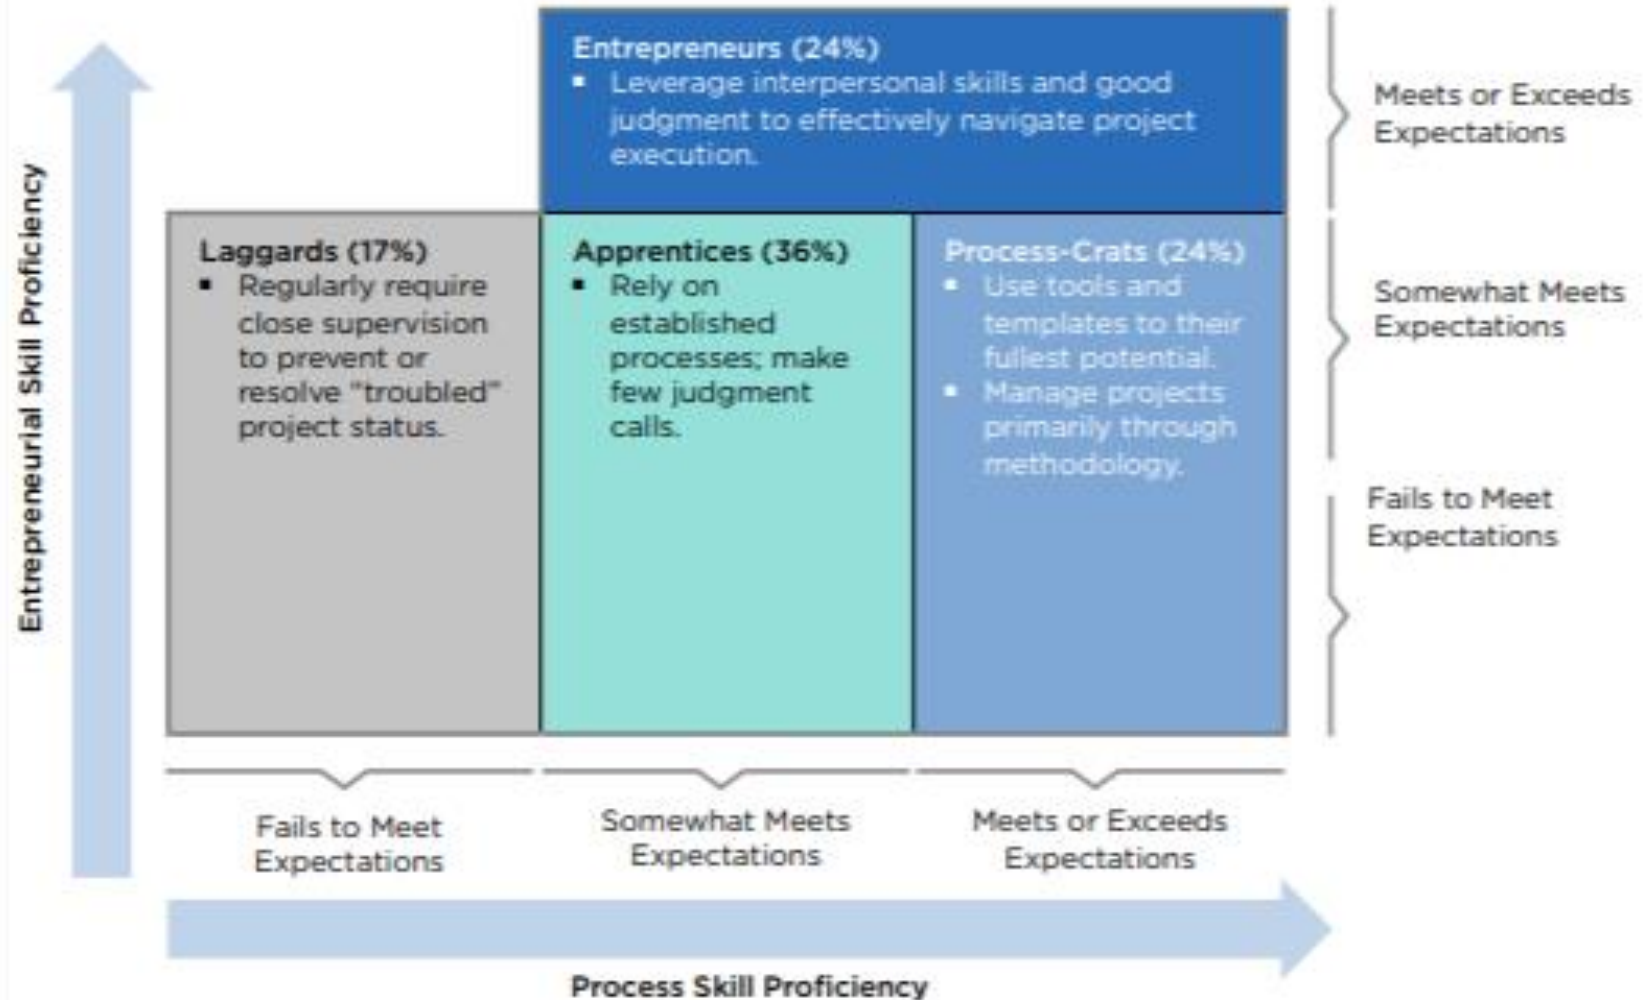 Entrepreneurial Skill Proficiency
Entrepreneurs (24%)
▪ Leverage interpersonal skills and good
judgment to effectively navigate project
execution.
Meets or Exceeds
Expectations
Laggards (17%)
▪ Regularly require
close supervision
to prevent or
resolve “troubled”
project status.
Apprentices (36%)
▪ Rely on
established
processes; make
few judgment
calls.
Process-Crats (24%)
▪ Use tools and
templates to their
fullest potential.
▪ Manage projects
primarily through
methodology.
Somewhat Meets
Expectations
Fails to Meet
Expectations
Fails to Meet
Expectations
Somewhat Meets
Expectations
Meets or Exceeds
Expectations
Process Skill Proficiency